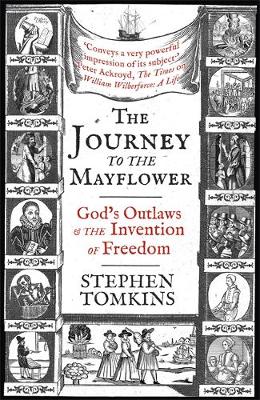 'Conveys a very powerful
impression of its subject'
Peter Ackroyd, The Times on
William Wilberforce: A Life
THE
JOURNEY
TO THE
MAYFLOWER
God's Outlaws
& THE Invention
OF Freedom
STEPHEN
TOMKINS